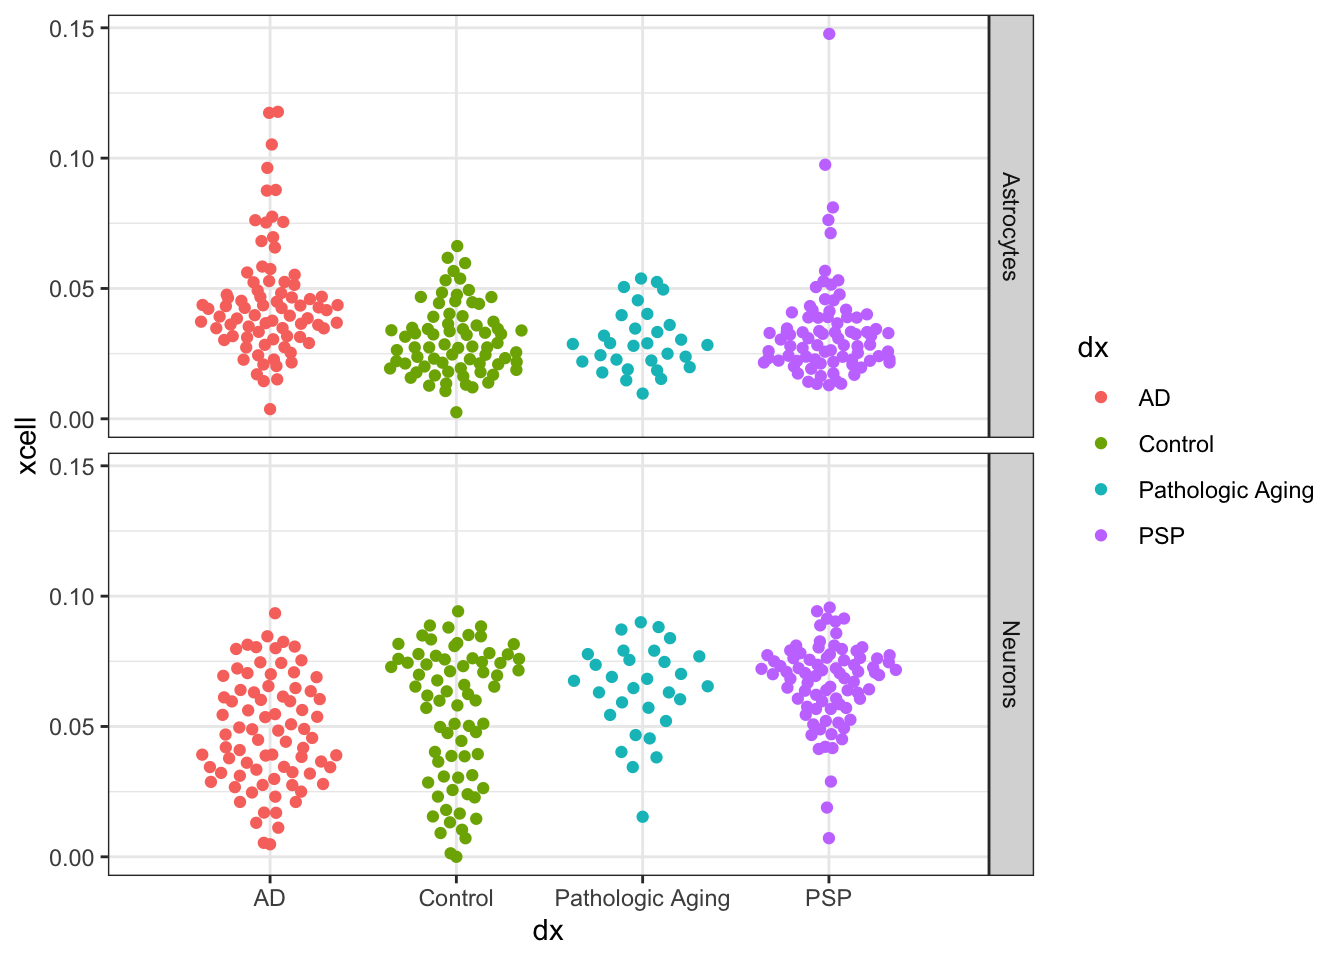 0.15
0.10
0.05
0.00
Astrocytes
0.15
0.10
0.05
0.00
Neurons
xcell
AD
Control
Pathologic Aging
PSP
dx
dx
AD
Control
Pathologic Aging
PSP